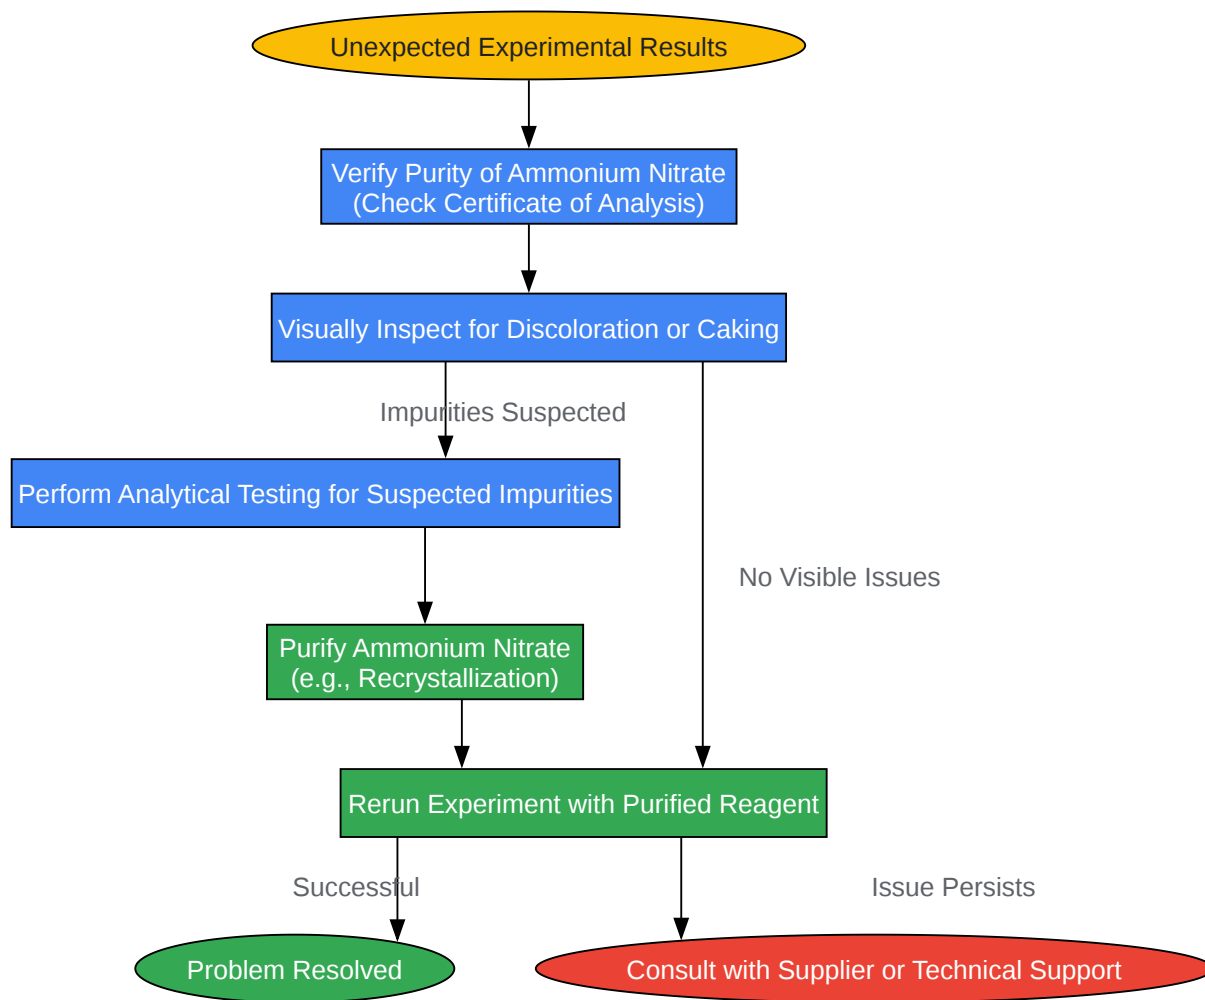 Unexpected Experimental Results
Verify Purity of Ammonium Nitrate
(Check Certificate of Analysis)
Visually Inspect for Discoloration or Caking
Impurities Suspected
Perform Analytical Testing for Suspected Impurities
No Visible Issues
Purify Ammonium Nitrate
(e.g., Recrystallization)
Rerun Experiment with Purified Reagent
Successful
Issue Persists
Problem Resolved
Consult with Supplier or Technical Support